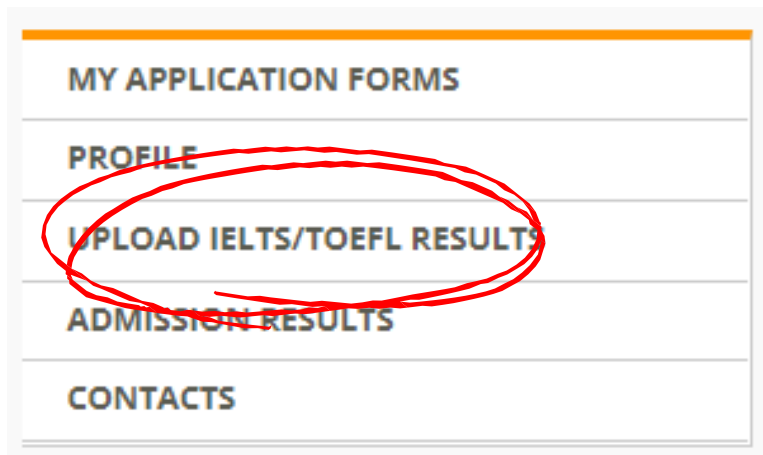 MY APPLICATION FORMS
PROFILE
UPLOAD IELTS/TOEFL RESULTS
ADMISSION RESULTS
CONTACTS